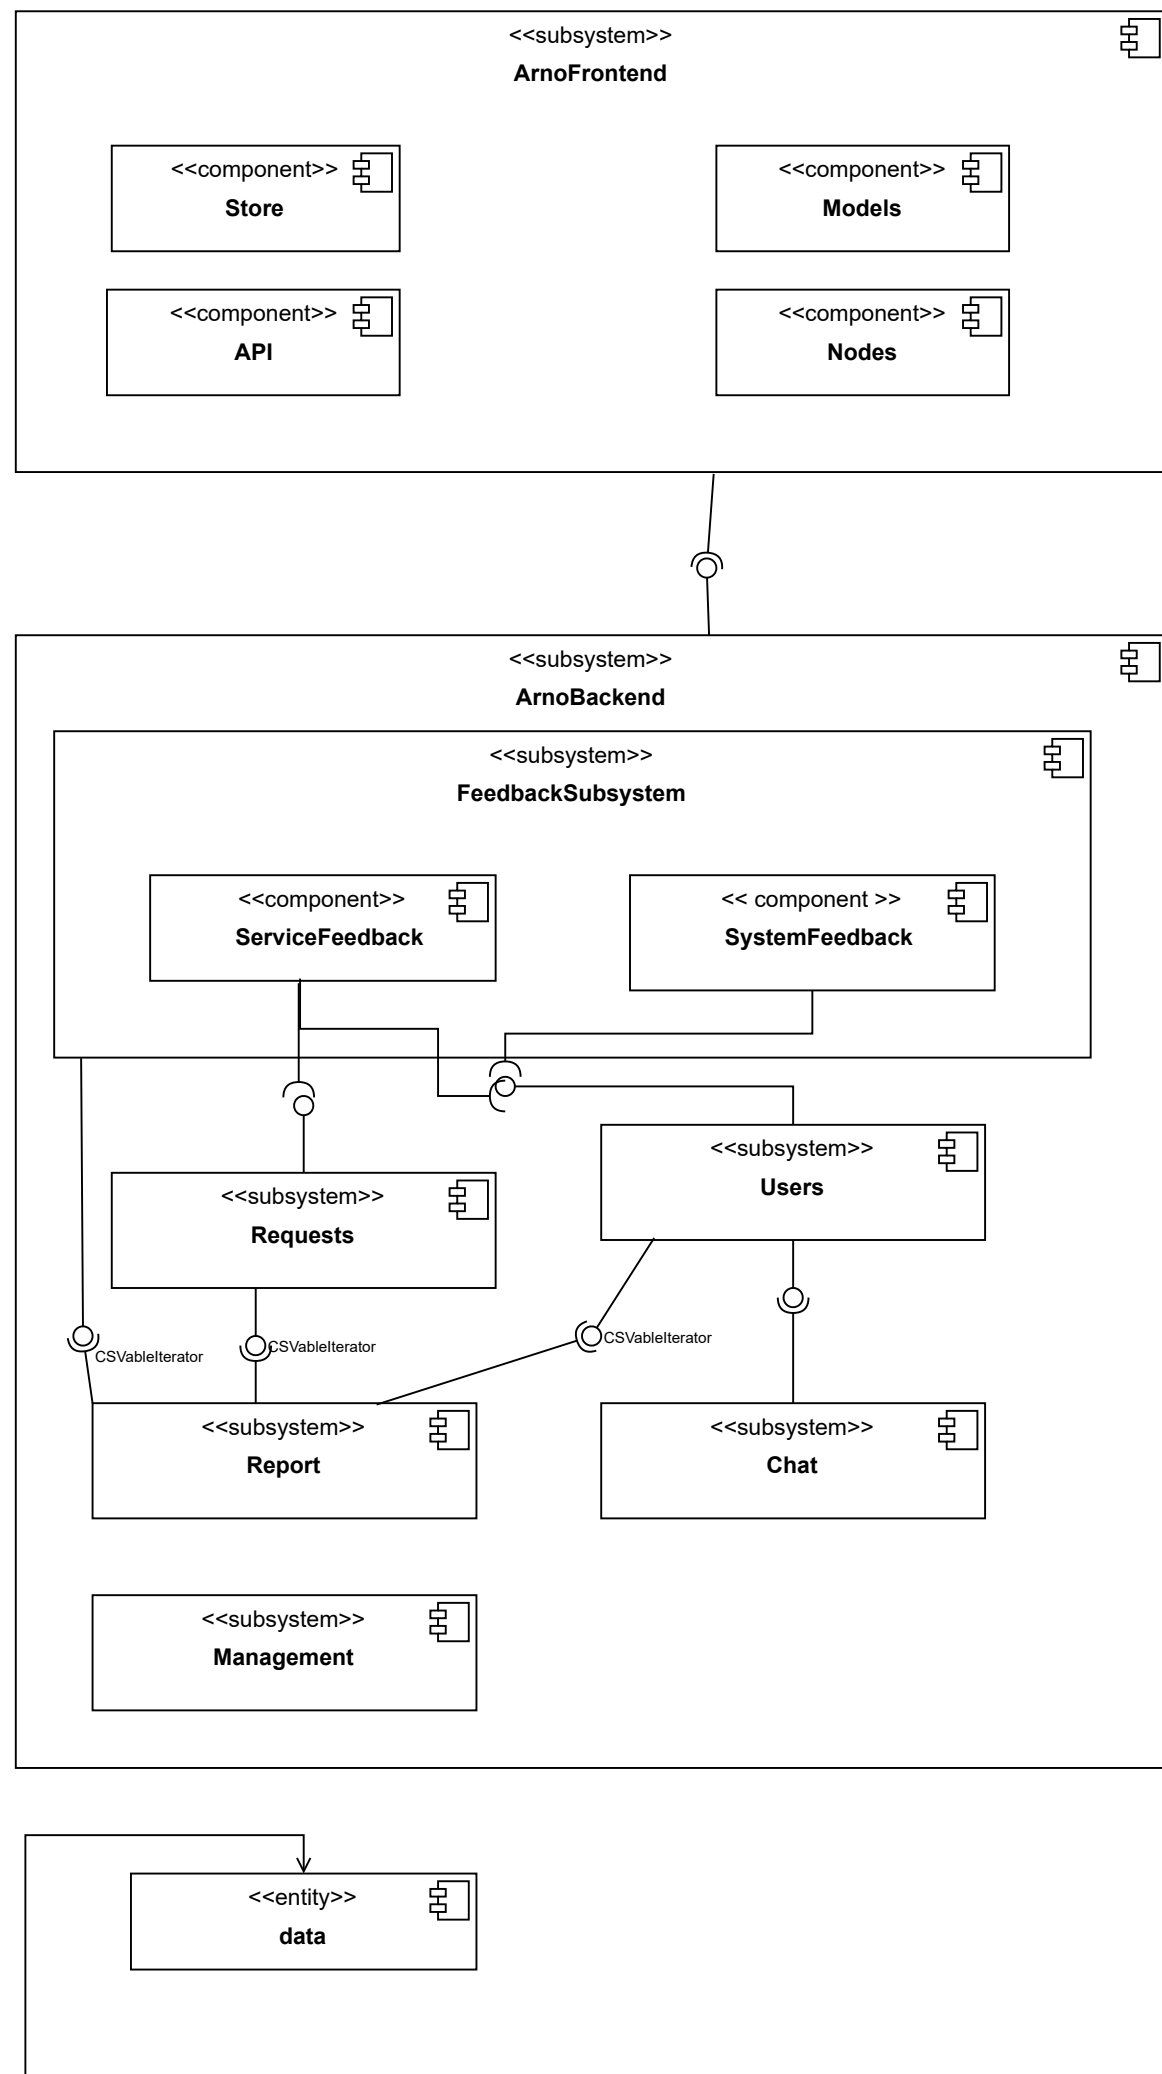 <<subsystem>>
ArnoFrontend
<<component>>
Store
<<component>>
Models
<<component>>
API
<<component>>
Nodes
<<subsystem>>
ArnoBackend
<<subsystem>>
FeedbackSubsystem
<<component>>
ServiceFeedback
<< component >>
SystemFeedback
<<subsystem>>
Users
<<subsystem>>
Requests
CSVableIterator
CSVableIterator
CSVableIterator
<<subsystem>>
Report
<<subsystem>>
Chat
<<subsystem>>
Management
<<entity>>
data